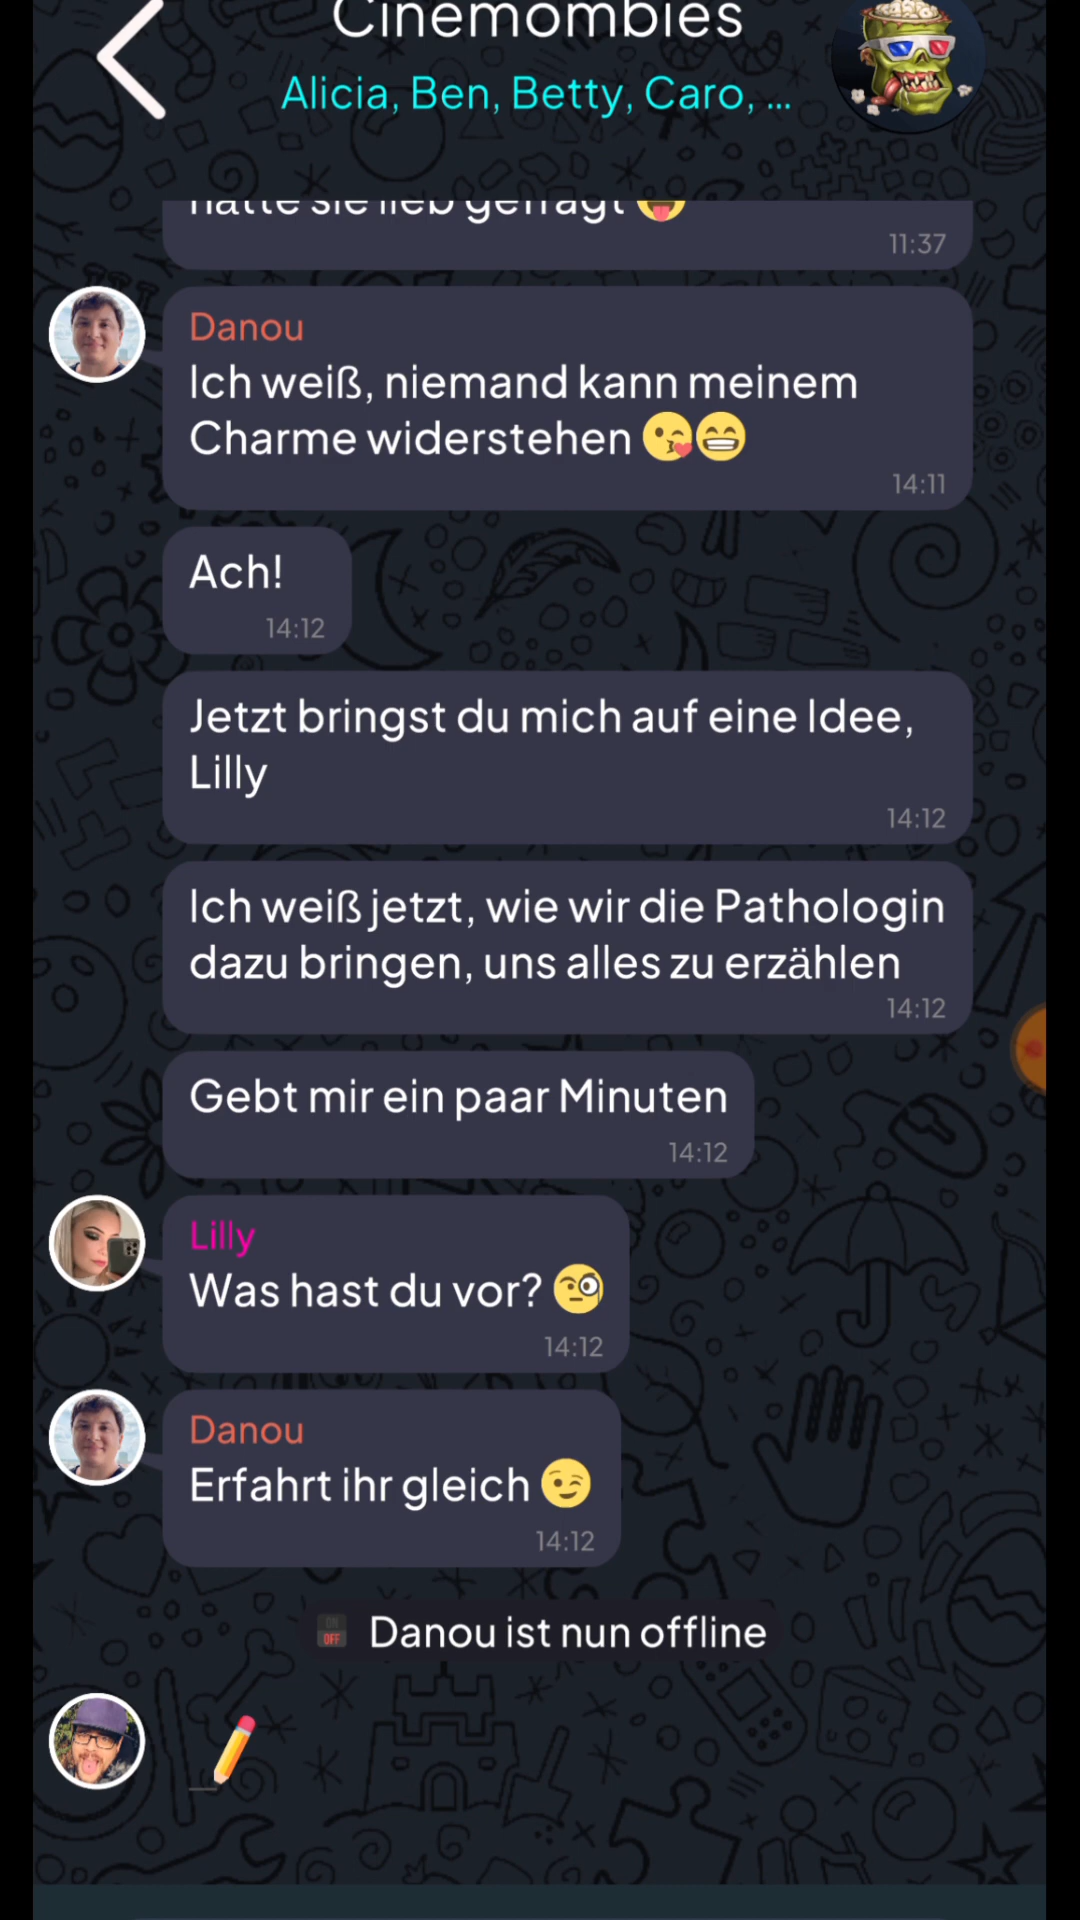 Cinemombies
Alicia, Ben, Betty, Caro, ...
hätte sie lieb gefragt 😛
11:37
Danou
Ich weiß, niemand kann meinem
Charme widerstehen 😘😁
14:11
Ach!
14:12
Jetzt bringst du mich auf eine Idee,
Lilly
14:12
Ich weiß jetzt, wie wir die Pathologin
dazu bringen, uns alles zu erzählen
14:12
Gebt mir ein paar Minuten
14:12
Lilly
Was hast du vor? 🧐
14:12
Danou
Erfahrt ihr gleich 😉
14:12
OFF Danou ist nun offline